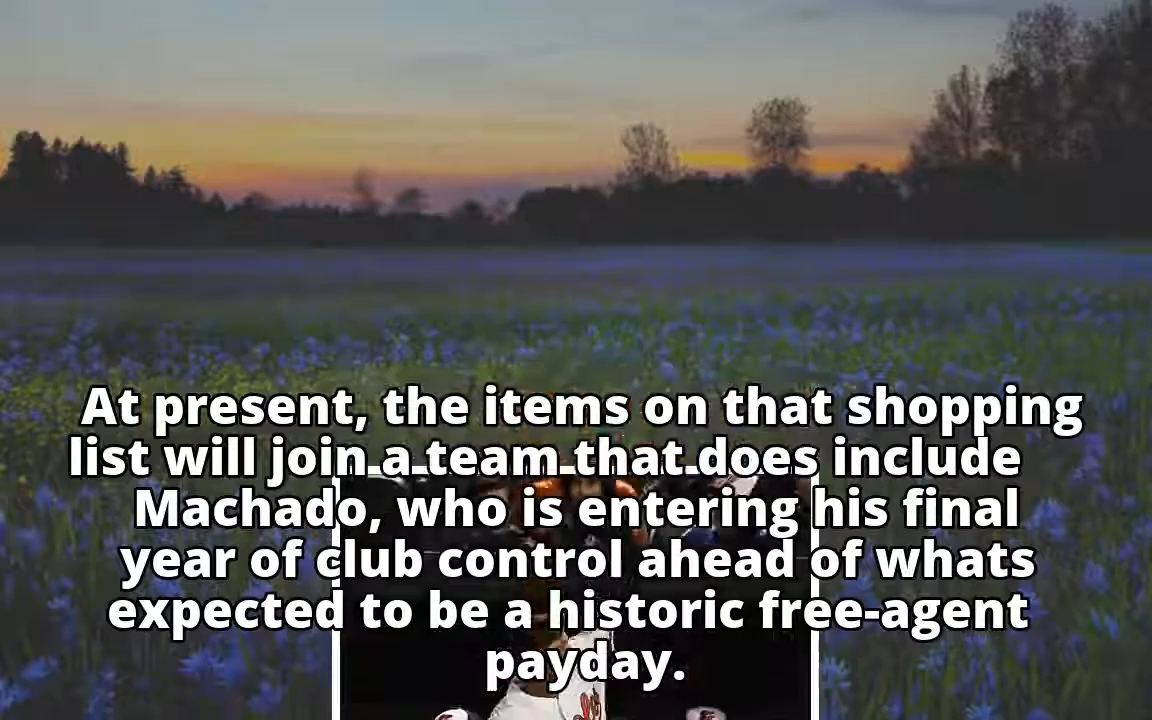 At present, the items on that shopping
list will join a team that does include
Machado, who is entering his final
year of club control ahead of whats
expected to be a historic free-agent
payday.